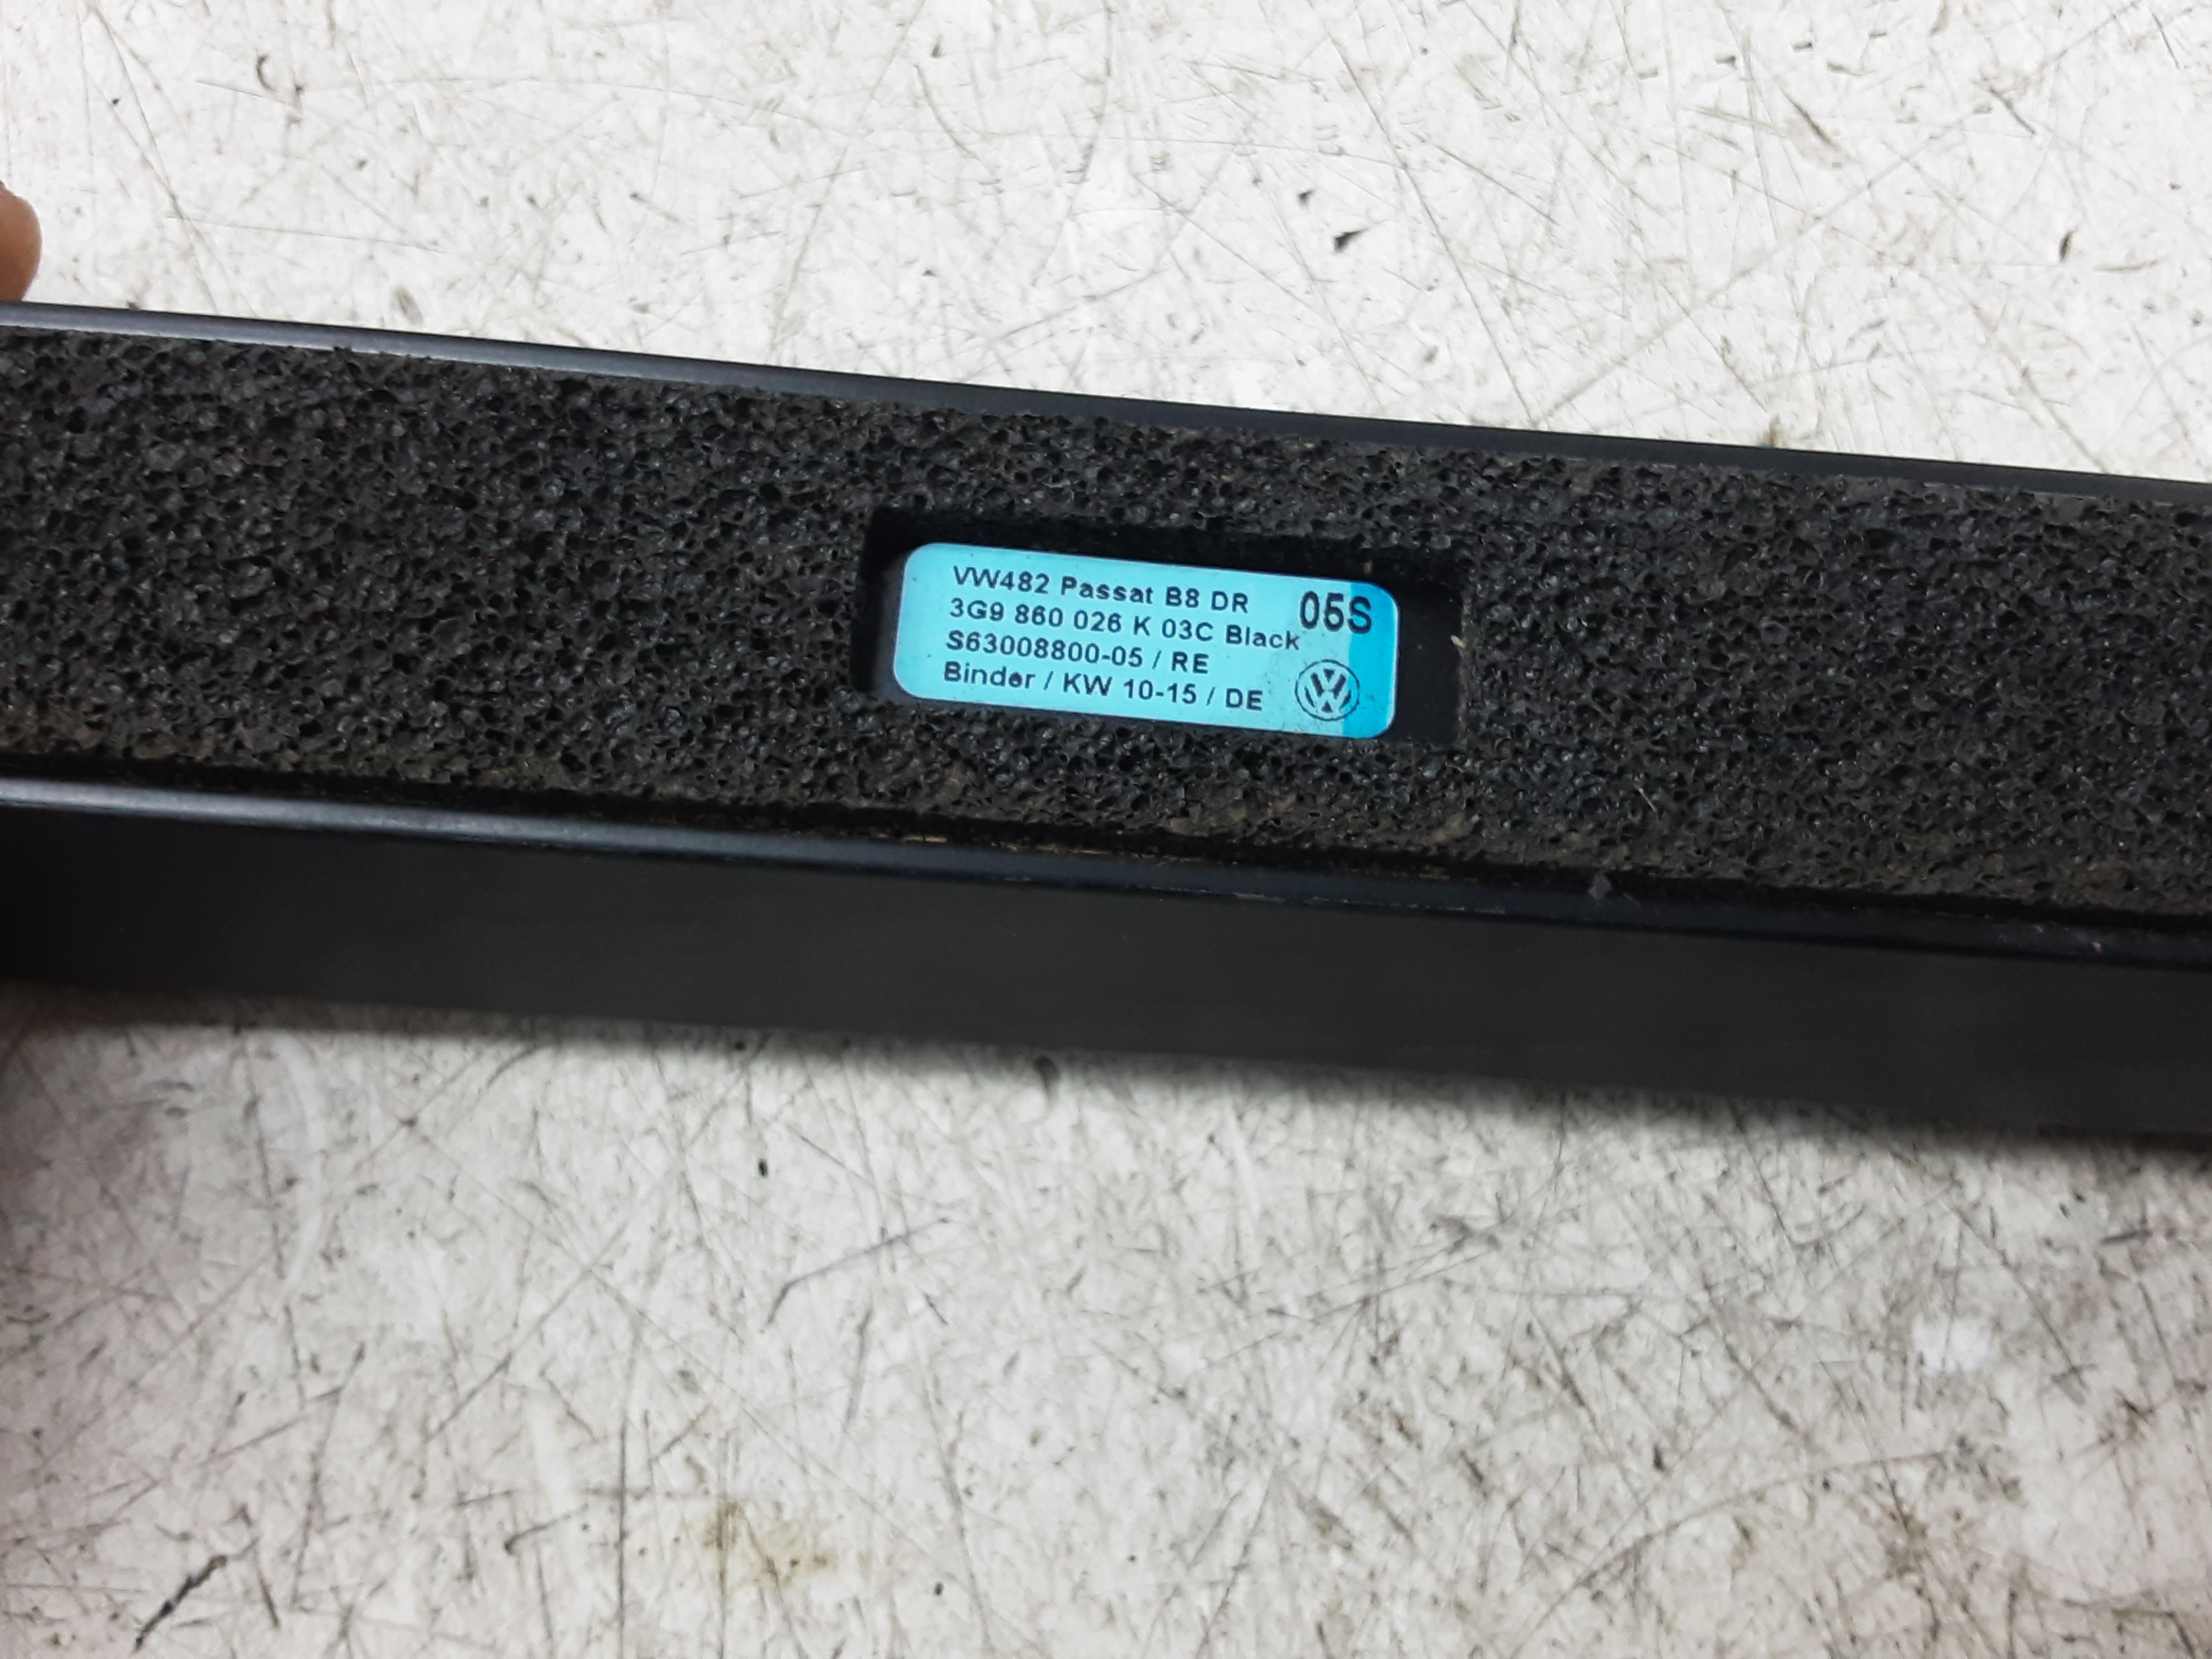 VW482 Passat B8 DR 05S
3G9 860 026 K 03C Black
S63008800-05 / RE
Binder / KW 10-15 / DE